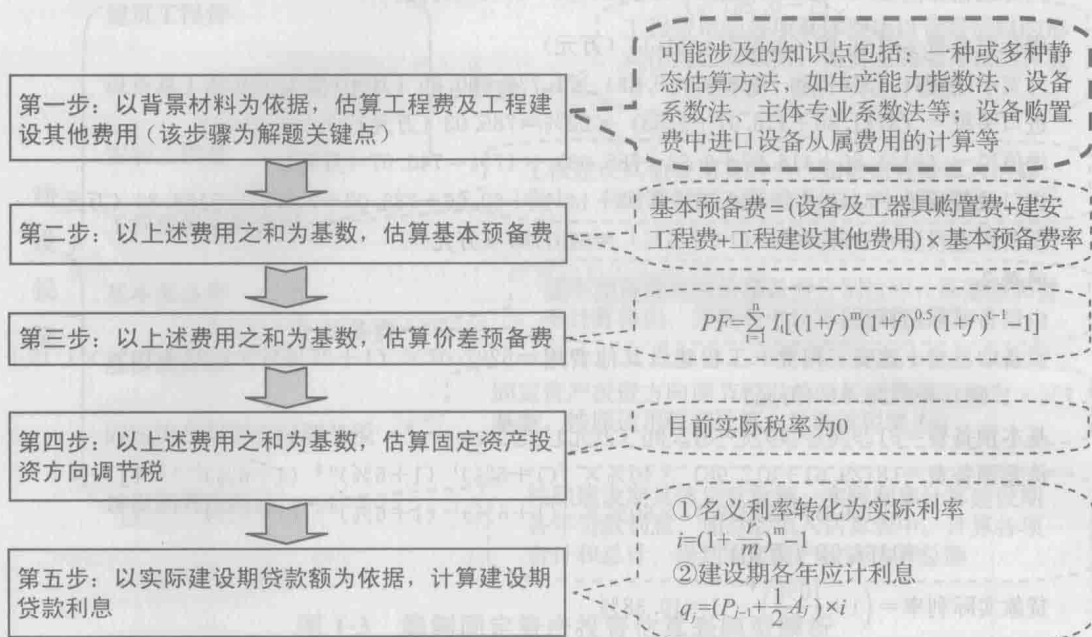 可能涉及的知识点包括：一种或多种静
态估算方法，如生产能力指数法、设备
系数法、主体专业系数法等；设备购置
费中进口设备从属费用的计算等
第一步：以背景材料为依据，估算工程费及工程建
设其他费用（该步骤为解题关键点）
基本预备费=(设备及工器具购置费+建安
工程费+工程建设其他费用)×基本预备费率
第二步：以上述费用之和为基数，估算基本预备费
第三步：以上述费用之和为基数，估算价差预备费
PF=∑ⁿₜ₌₁ Iₜ[(1+f)ᵐ(1+f)⁰·⁵(1+f)ᵗ⁻¹-1]
第四步：以上述费用之和为基数，估算固定资产投
资方向调节税
目前实际税率为0
第五步：以实际建设期贷款额为依据，计算建设期
贷款利息
①名义利率转化为实际利率
i=(1+r/m)ᵐ-1
②建设期各年应计利息
qⱼ=(Pⱼ₋₁+1/2Aⱼ)×i